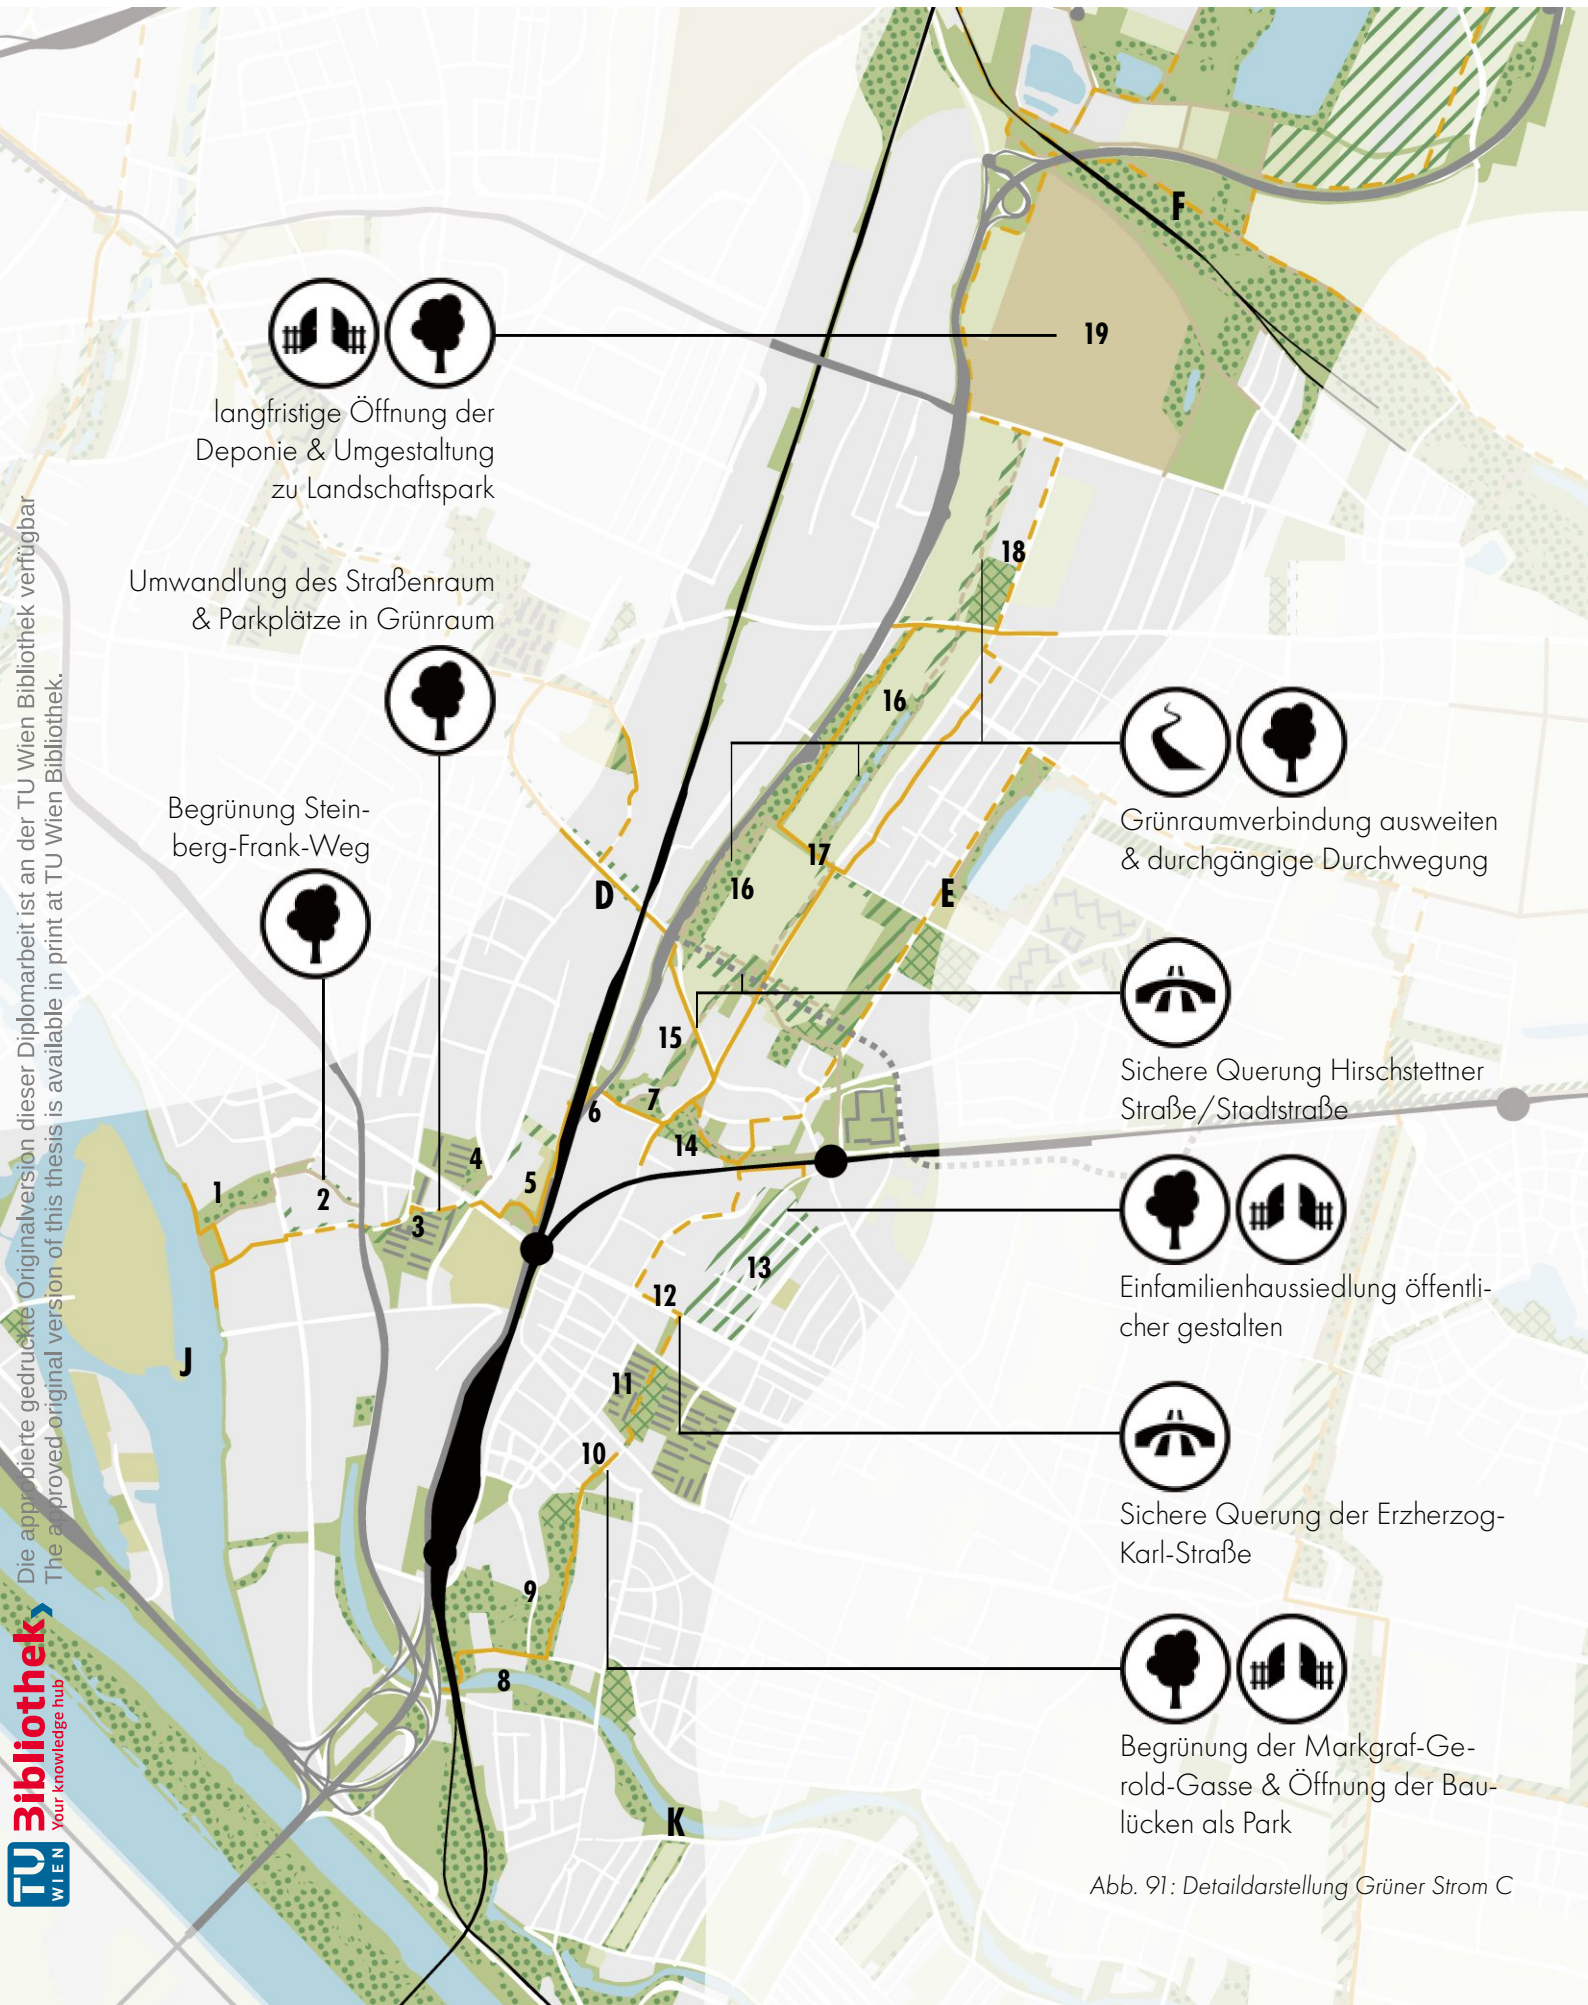 F
19
langfristige Öffnung der
Deponie & Umgestaltung
zu Landschaftspark
18
Umwandlung des Straßenraum
& Parkplätze in Grünraum
16
Grünraumverbindung ausweiten
& durchgängige Durchwegung
Begrünung Stein-
berg-Frank-Weg
17
D
16
E
15
Sichere Querung Hirschstettner
Straße/Stadtstraße
6
7
14
4
5
1
2
3
13
12
Einfamilienhaussiedlung öffentli-
cher gestalten
J
11
10
Sichere Querung der Erzherzog-
Karl-Straße
9
8
Begrünung der Markgraf-Ge-
rold-Gasse & Öffnung der Bau-
lücken als Park
K
Abb. 91: Detaildarstellung Grüner Strom C
Die approbierte gedruckte Originalversion dieser Diplomarbeit ist an der TU Wien Bibliothek verfügbar
The approved original version of this thesis is available in print at TU Wien Bibliothek.
TU WIEN
Bibliothek
Your knowledge hub